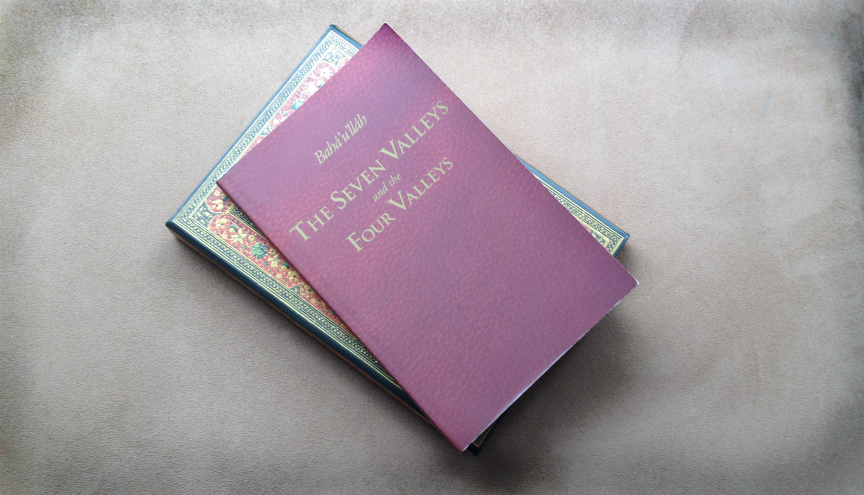 Bahá'u'lláh
THE SEVEN VALLEYS
and the
FOUR VALLEYS